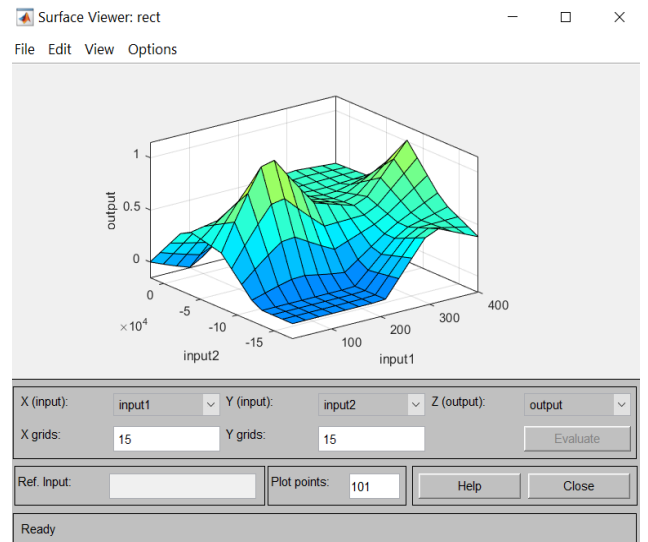 Surface Viewer: rect
File Edit View Options
1
0.5
0
output
0
-5
-10
-15
×10^4
input2
100
200
300
400
input1
X (input): input1 Y (input): input2 Z (output): output
X grids: 15 Y grids: 15 Evaluate
Ref. Input: Plot points: 101 Help Close
Ready